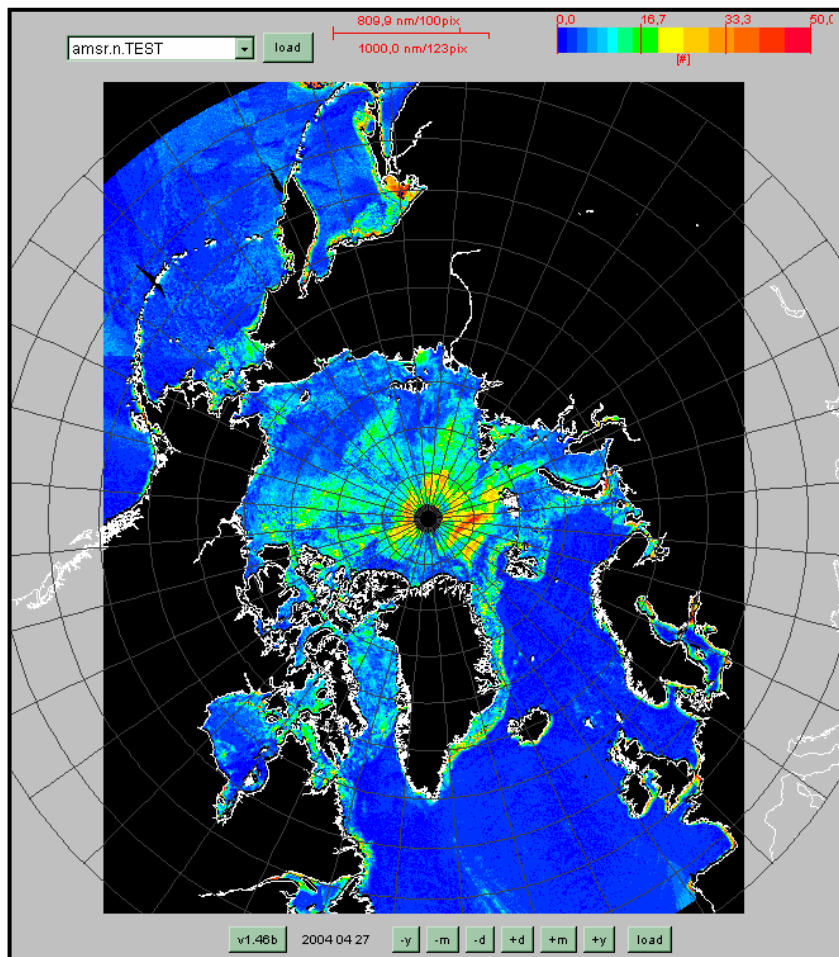 amsr.n.TEST
load
809,9 nm/100pix
1000,0 nm/123pix
0,0 16,7 33,3 50,0
[#]
v1.46b 2004 04 27 -y -m -d +d +m +y load